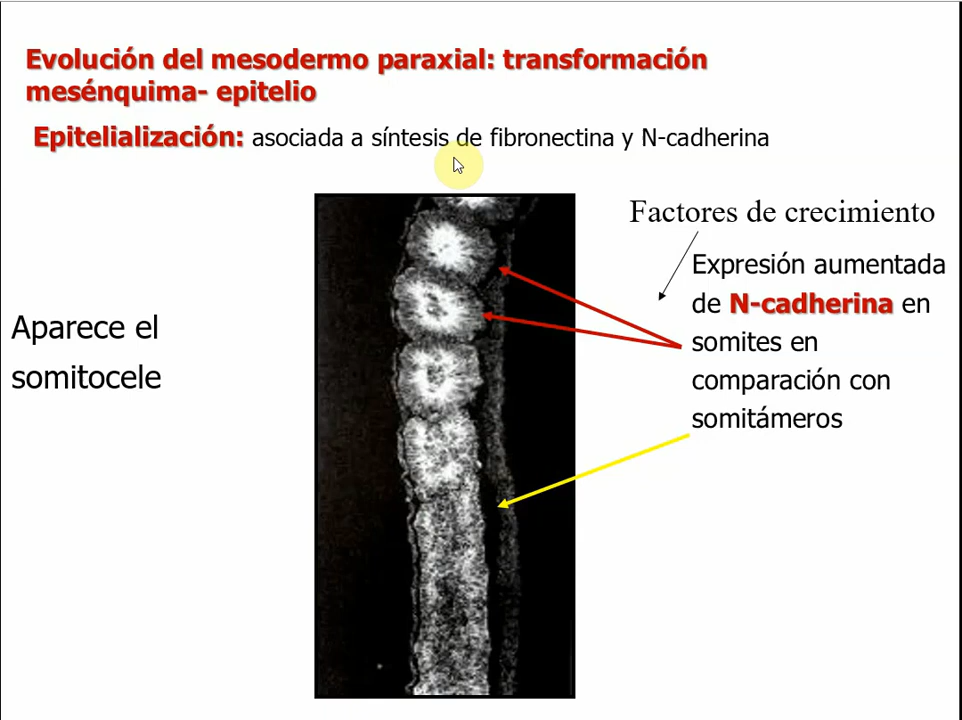 Evolución del mesodermo paraxial: transformación
mesénquima- epitelio
Epitelialización: asociada a síntesis de fibronectina y N-cadherina
Factores de crecimiento
Expresión aumentada
de N-cadherina en
somites en
comparación con
somitámeros
Aparece el
somitocele